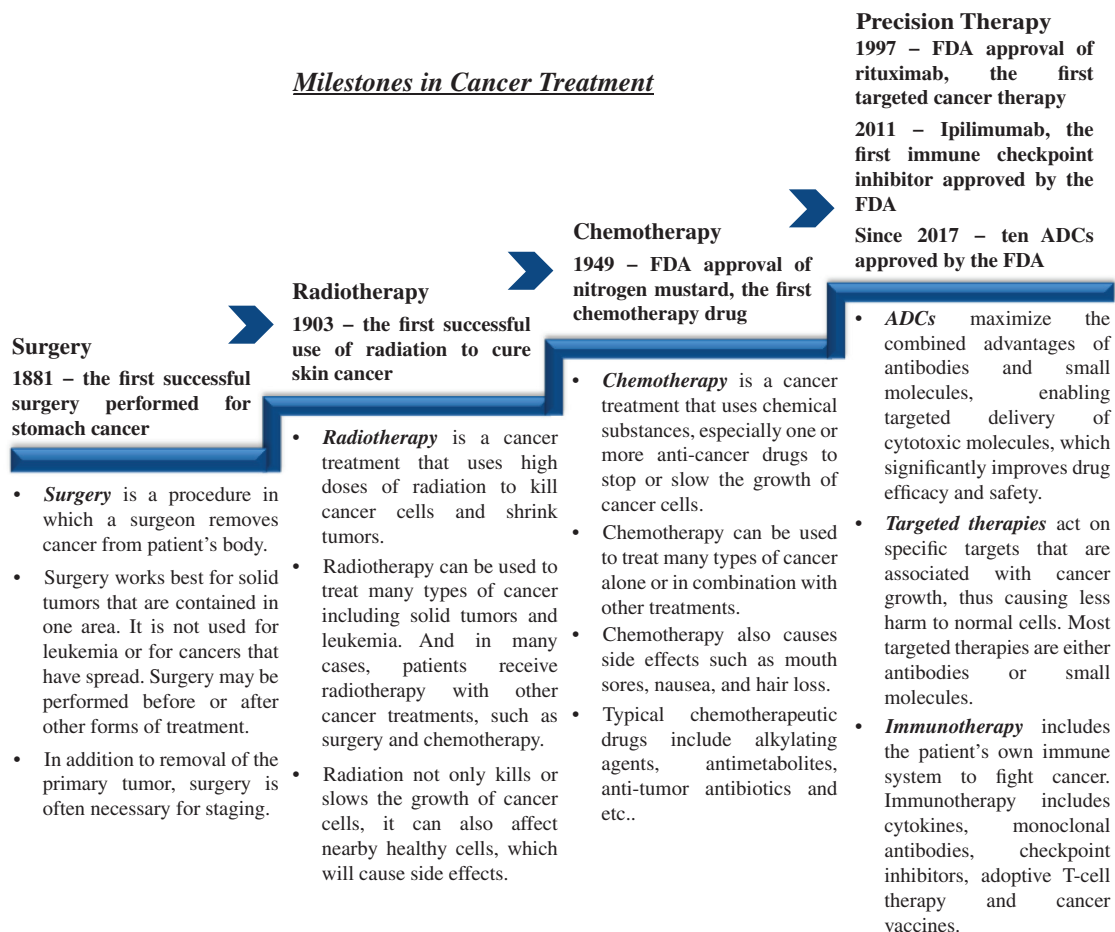 Milestones in Cancer Treatment
Surgery
1881 – the first successful
surgery performed for
stomach cancer
• Surgery is a procedure in
which a surgeon removes
cancer from patient's body.
• Surgery works best for solid
tumors that are contained in
one area. It is not used for
leukemia or for cancers that
have spread. Surgery may be
performed before or after
other forms of treatment.
• In addition to removal of the
primary tumor, surgery is
often necessary for staging.
Radiotherapy
1903 – the first successful
use of radiation to cure
skin cancer
• Radiotherapy is a cancer
treatment that uses high
doses of radiation to kill
cancer cells and shrink
tumors.
• Radiotherapy can be used to
treat many types of cancer
including solid tumors and
leukemia. And in many
cases, patients receive
radiotherapy with other
cancer treatments, such as
surgery and chemotherapy.
• Radiation not only kills or
slows the growth of cancer
cells, it can also affect
nearby healthy cells, which
will cause side effects.
Chemotherapy
1949 – FDA approval of
nitrogen mustard, the first
chemotherapy drug
• Chemotherapy is a cancer
treatment that uses chemical
substances, especially one or
more anti-cancer drugs to
stop or slow the growth of
cancer cells.
• Chemotherapy can be used
to treat many types of cancer
alone or in combination with
other treatments.
• Chemotherapy also causes
side effects such as mouth
sores, nausea, and hair loss.
• Typical chemotherapeutic
drugs include alkylating
agents, antimetabolites,
anti-tumor antibiotics and
etc..
Precision Therapy
1997 – FDA approval of
rituximab, the first
targeted cancer therapy
2011 – Ipilimumab, the
first immune checkpoint
inhibitor approved by the
FDA
Since 2017 – ten ADCs
approved by the FDA
• ADCs maximize the
combined advantages of
antibodies and small
molecules, enabling
targeted delivery of
cytotoxic molecules, which
significantly improves drug
efficacy and safety.
• Targeted therapies act on
specific targets that are
associated with cancer
growth, thus causing less
harm to normal cells. Most
targeted therapies are either
antibodies or small
molecules.
• Immunotherapy includes
the patient's own immune
system to fight cancer.
Immunotherapy includes
cytokines, monoclonal
antibodies, checkpoint
inhibitors, adoptive T-cell
therapy and cancer
vaccines.